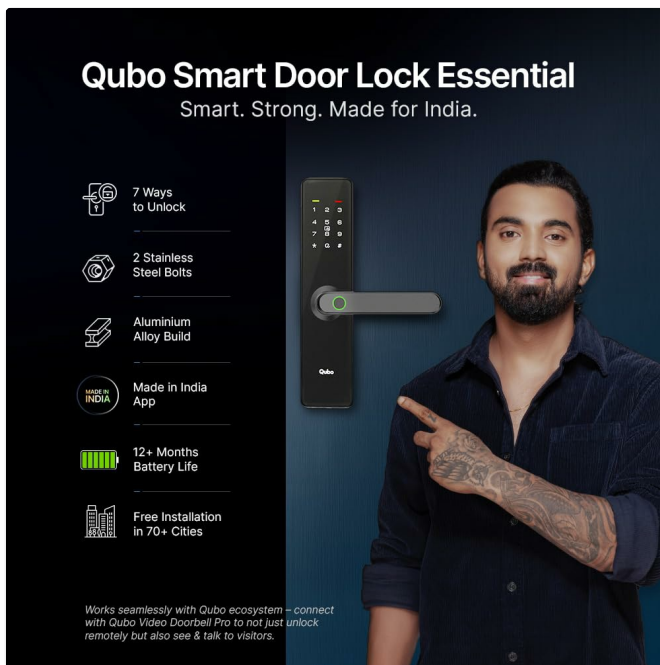 Qubo Smart Door Lock Essential
Smart. Strong. Made for India.
7 Ways
to Unlock
2 Stainless
Steel Bolts
Aluminium
Alloy Build
MADE IN
INDIA
Made in India
App
12+ Months
Battery Life
Free Installation
in 70+ Cities
1 2 3
4 5 6
7 8 9
* 0 #
Qubo
Works seamlessly with Qubo ecosystem – connect
with Qubo Video Doorbell Pro to not just unlock
remotely but also see & talk to visitors.